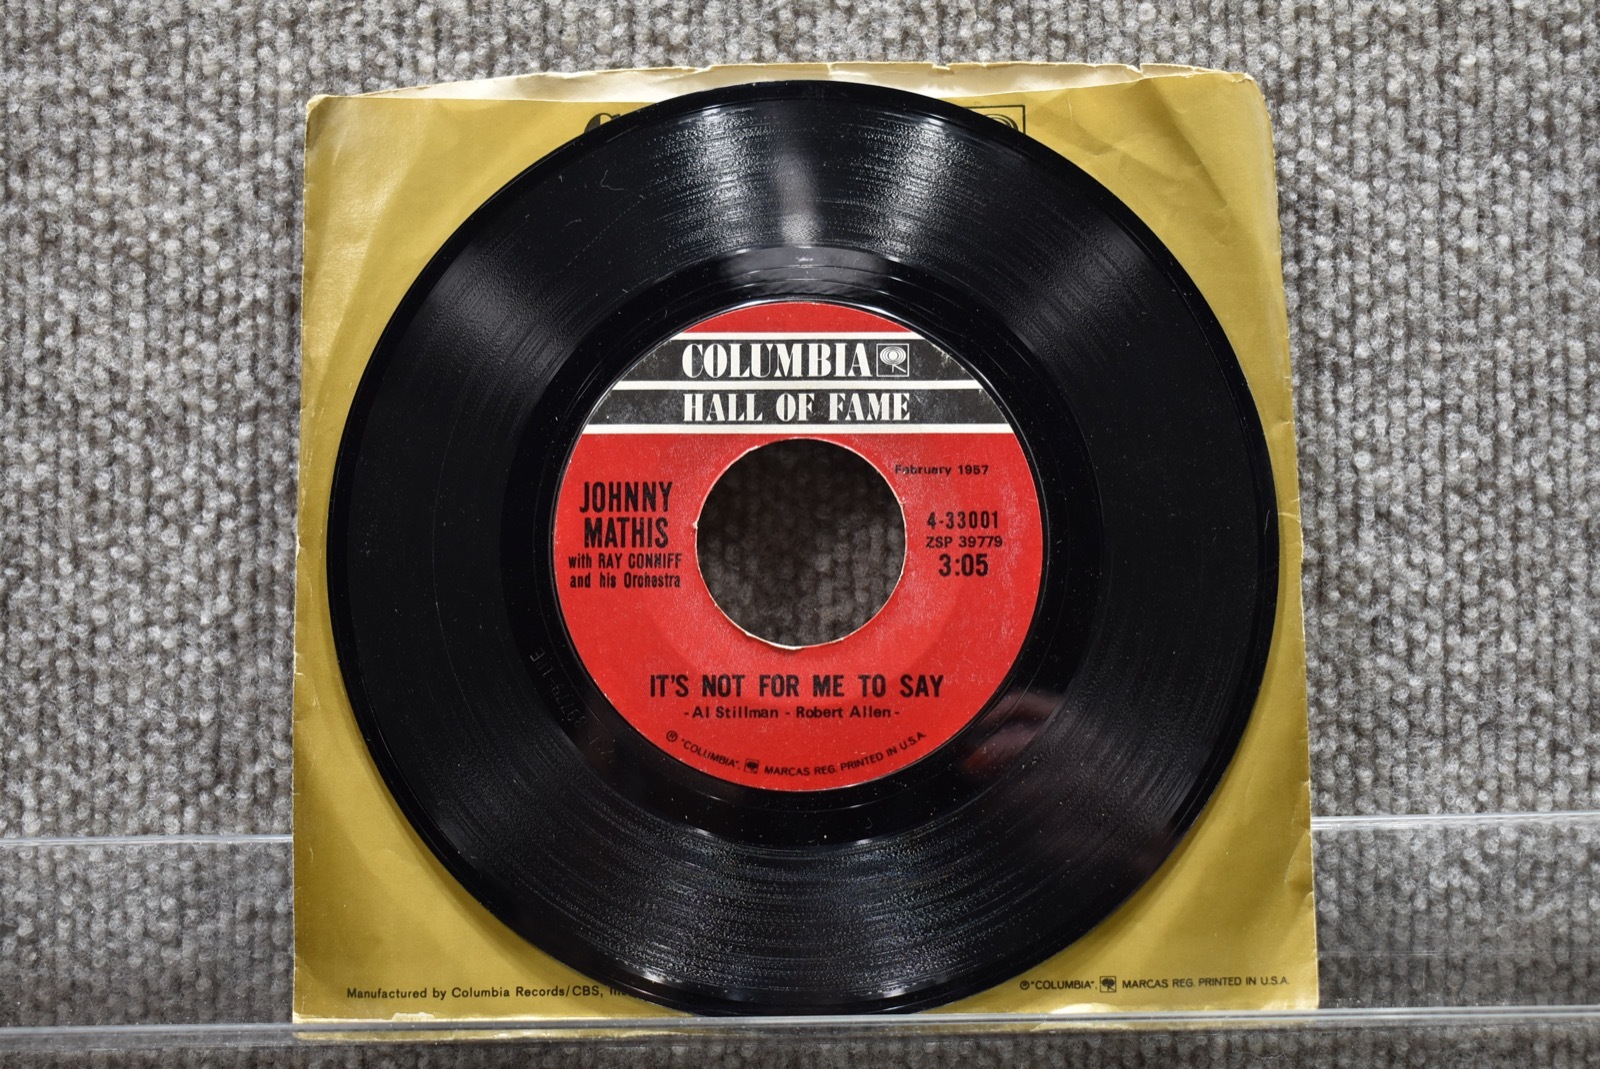 COLUMBIA
HALL OF FAME
February 1957
JOHNNY
MATHIS
with RAY CONNIFF
and his Orchestra
4-33001
ZSP 39779
3:05
IT'S NOT FOR ME TO SAY
- Al Stillman - Robert Allen -
® "COLUMBIA", MARCAS REG. PRINTED IN U.S.A.
Manufactured by Columbia Records/CBS,
® "COLUMBIA", MARCAS REG. PRINTED IN U.S.A.